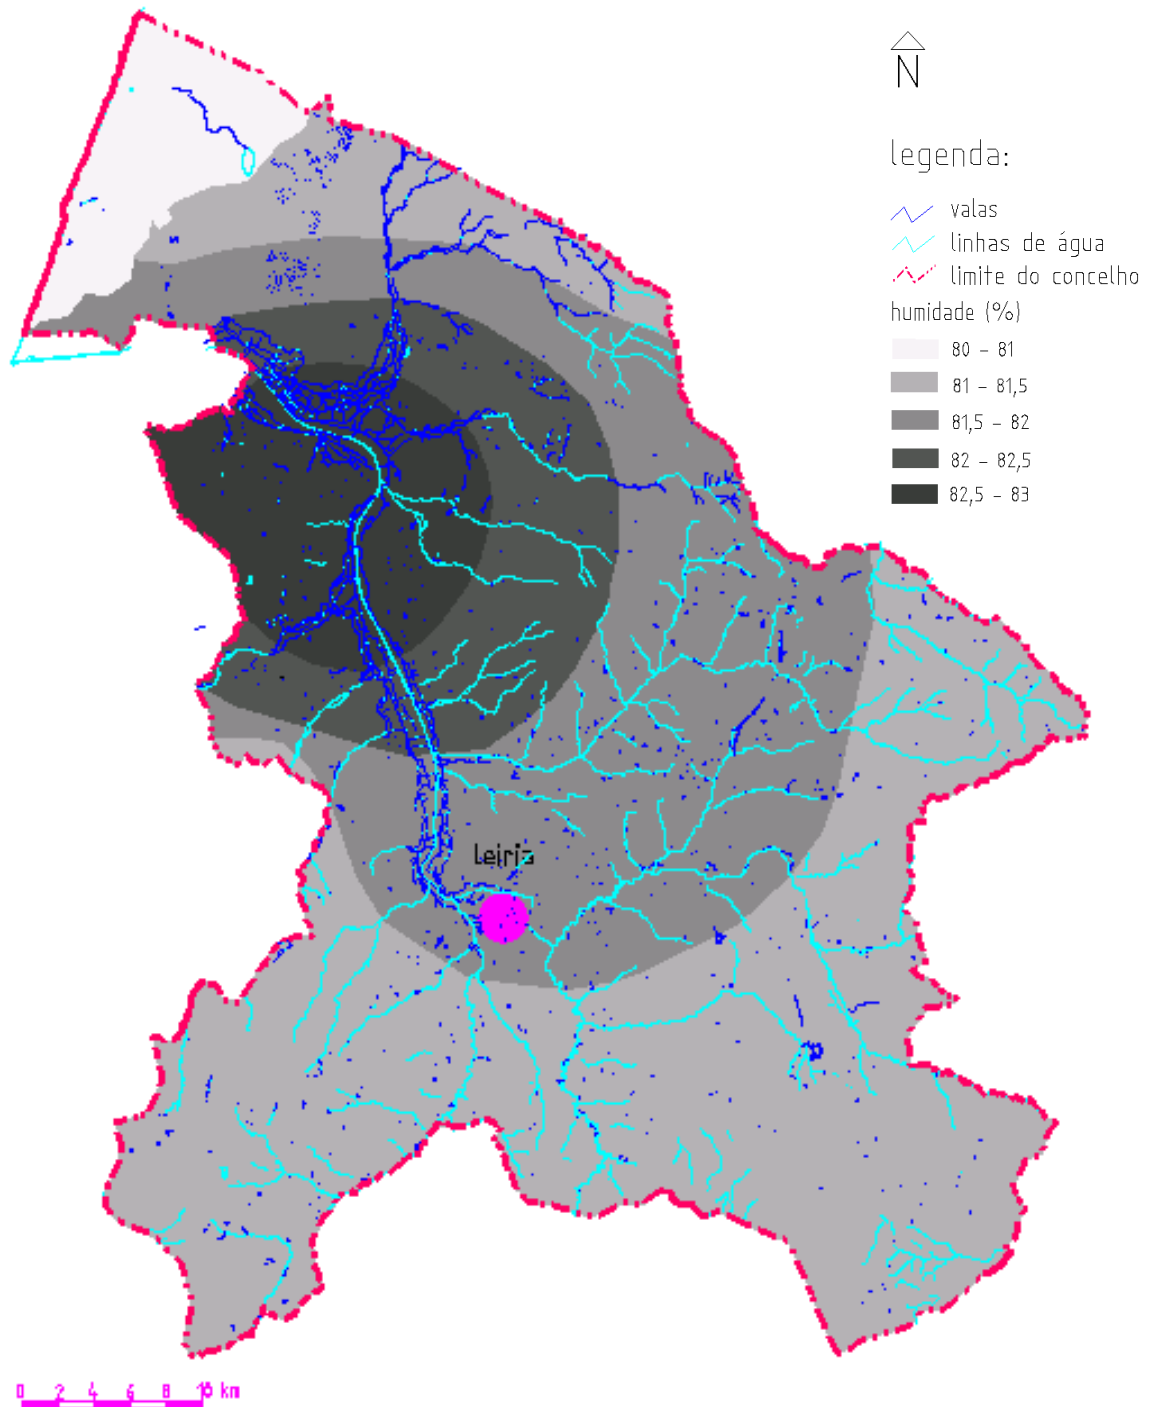 N
legenda:
valas
linhas de água
limite do concelho
humidade (%)
80 - 81
81 - 81,5
81,5 - 82
82 - 82,5
82,5 - 83
Leiria
0 2 4 6 8 10 km